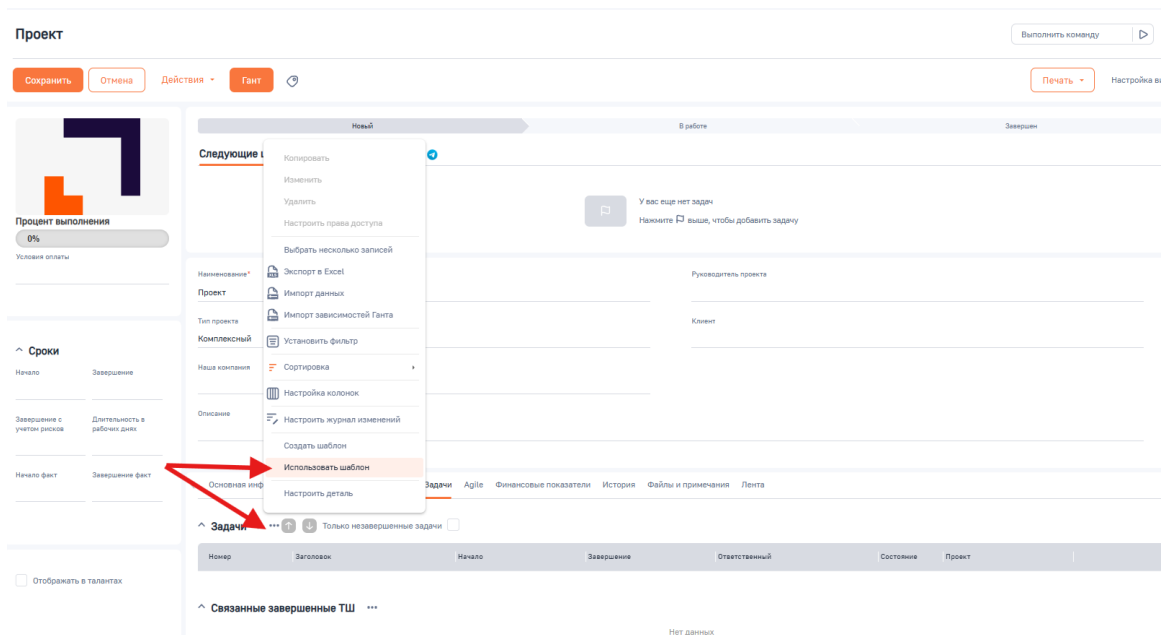 Проект
Выполнить команду
Сохранить Отмена Действия Гант Печать
Новый В работе Завершен
Следующие
У вас еще нет задач
Нажмите выше, чтобы добавить задачу
Процент выполнения
0%
Условия оплаты
Сроки
Начало Завершение
Завершение с учетом рисков
Длительность в рабочих днях
Начало факт Завершение факт
Отображать в талантах
Копировать
Изменить
Удалить
Настроить права доступа
Выбрать несколько записей
Экспорт в Excel
Импорт данных
Импорт зависимостей Ганта
Установить фильтр
Сортировка
Настройка колонок
Настроить журнал изменений
Создать шаблон
Использовать шаблон
Настроить деталь
Наименование* Руководитель проекта
Проект
Тип проекта Клиент
Комплексный
Наша компания
Описание
Основная Задачи Agile Финансовые показатели История Файлы и примечания Лента
Задачи ••• Только незавершенные задачи
Номер Заголовок Начало Завершение Ответственный Состояние Проект
Связанные завершенные ТШ •••
Нет данных